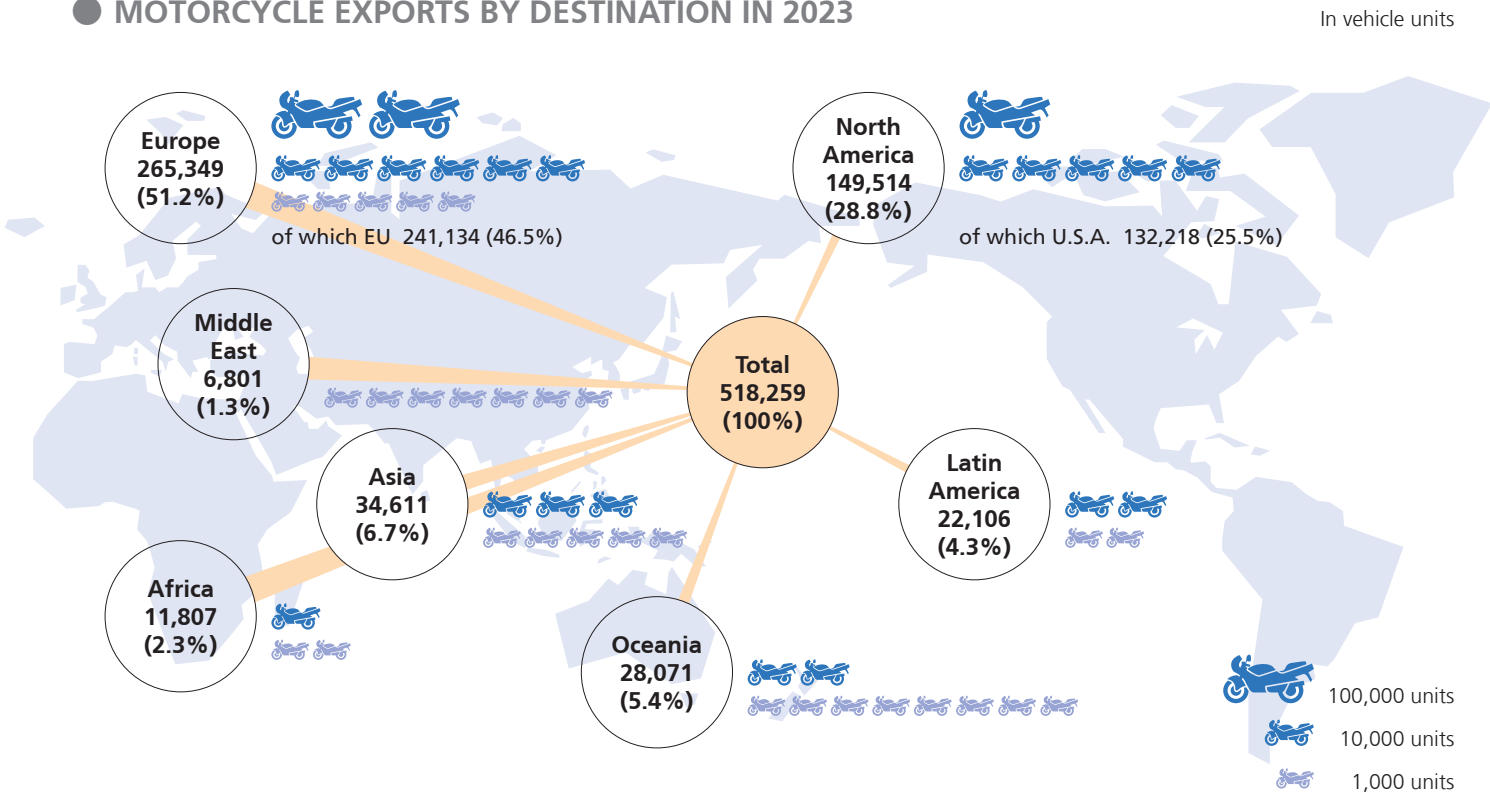 MOTORCYCLE EXPORTS BY DESTINATION IN 2023
In vehicle units
Europe
265,349
(51.2%)
of which EU 241,134 (46.5%)
North
America
149,514
(28.8%)
of which U.S.A. 132,218 (25.5%)
Middle
East
6,801
(1.3%)
Total
518,259
(100%)
Asia
34,611
(6.7%)
Latin
America
22,106
(4.3%)
Africa
11,807
(2.3%)
Oceania
28,071
(5.4%)
100,000 units
10,000 units
1,000 units